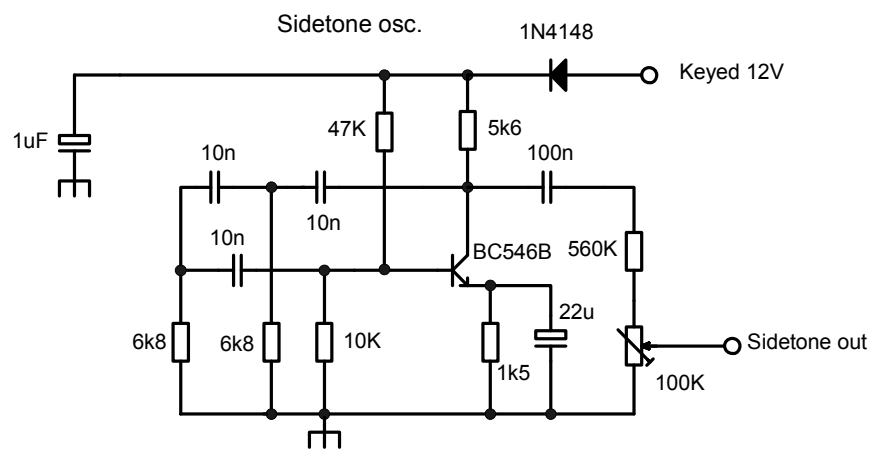 Sidetone osc.
1N4148
Keyed 12V
1uF
47K
5k6
10n
100n
10n
10n
BC546B
560K
22u
6k8
6k8
10K
1k5
Sidetone out
100K